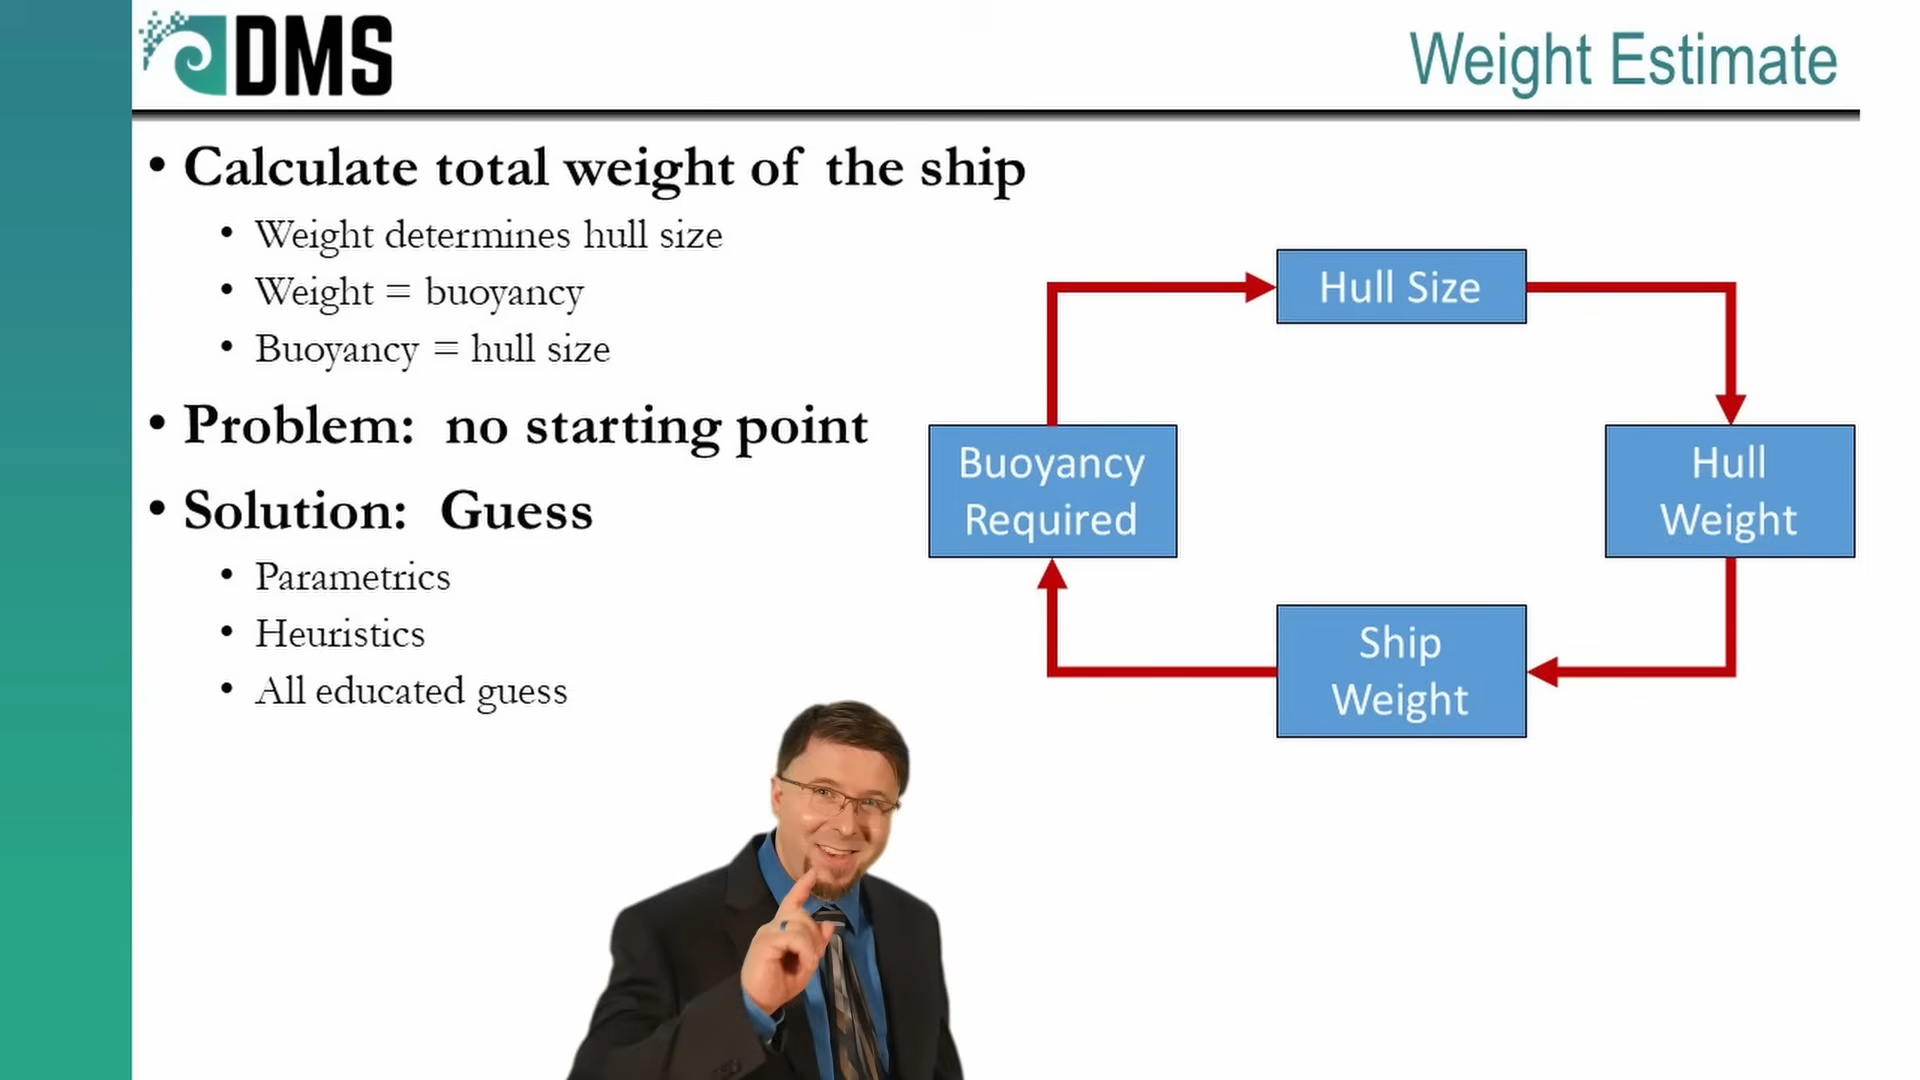 DMS
Weight Estimate
• Calculate total weight of the ship
• Weight determines hull size
• Weight = buoyancy
• Buoyancy = hull size
• Problem: no starting point
• Solution: Guess
• Parametrics
• Heuristics
• All educated guess
Hull Size
Buoyancy
Required
Hull
Weight
Ship
Weight